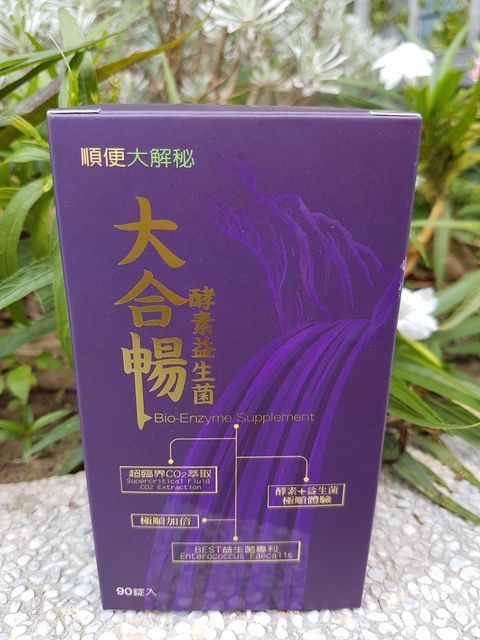 順便大解秘
大合暢
酵素益生菌
Bio-Enzyme Supplement
超臨界CO2萃取
Supercritical Fluid
CO2 Extraction
酵素+益生菌
極順體驗
極順加倍
BEST益生菌專利
Enterococcus Faecalis
90錠入